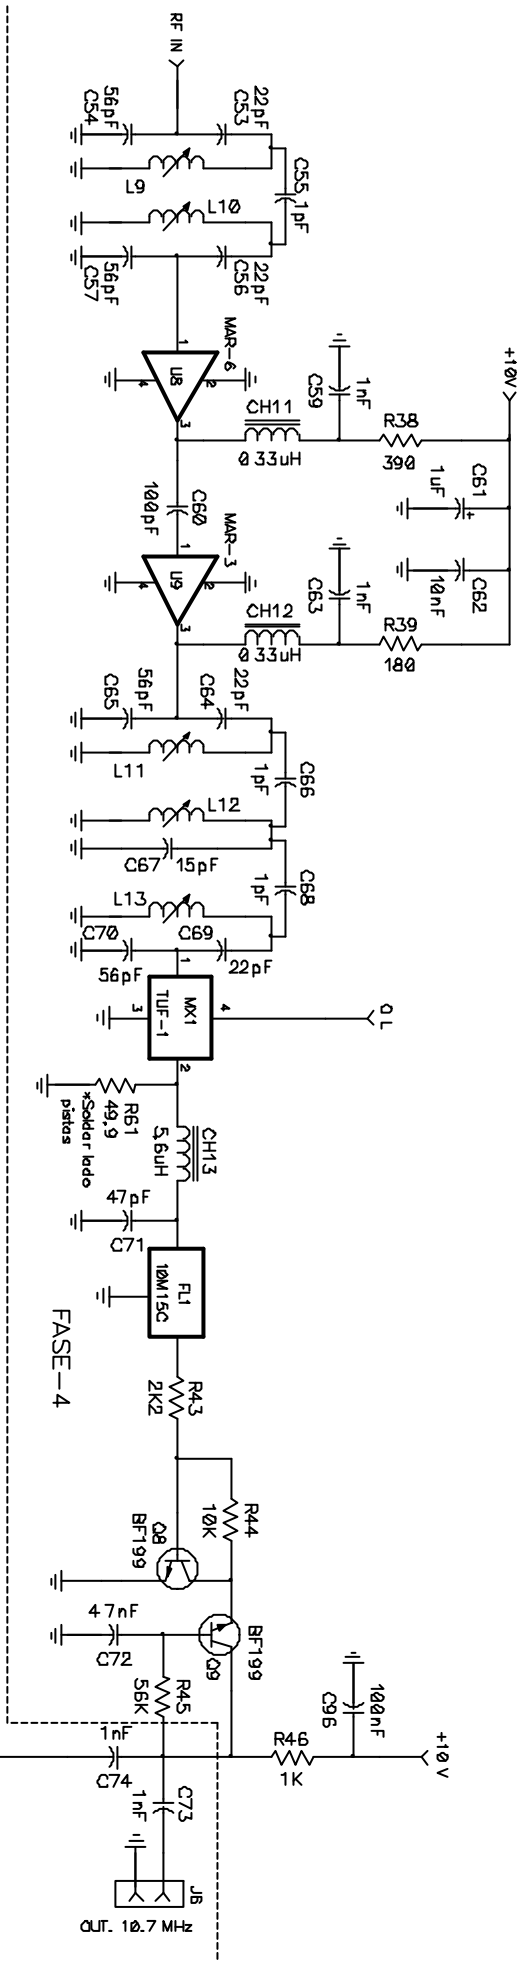 RF IN
22pF
C53
56pF
C54
L9
C55
1pF
L10
22pF
C56
56pF
C57
MAR-6
1
U8
2
4
3
+10V
1nF
C59
CH11
0.33uH
R38
390
C61
1uF
+
C60
100pF
MAR-3
1
U9
2
4
3
C62
10nF
1nF
C63
CH12
0.33uH
R39
180
22pF
C64
56pF
C65
L11
C66
1pF
L12
C67
15pF
C68
1pF
L13
C69
C70
22pF
56pF
1
MX1
TUF-1
4
3
2
O L
R61
49,9
*Soldar lado
pistas
CH13
5,6uH
47pF
C71
FL1
10M15C
FASE-4
R43
2K2
R44
10K
Q8
BF199
BF199
Q9
47nF
C72
R45
56K
100nF
C96
+10V
R46
1K
1nF
C74
C73
1nF
J6
OUT. 10.7 MHz